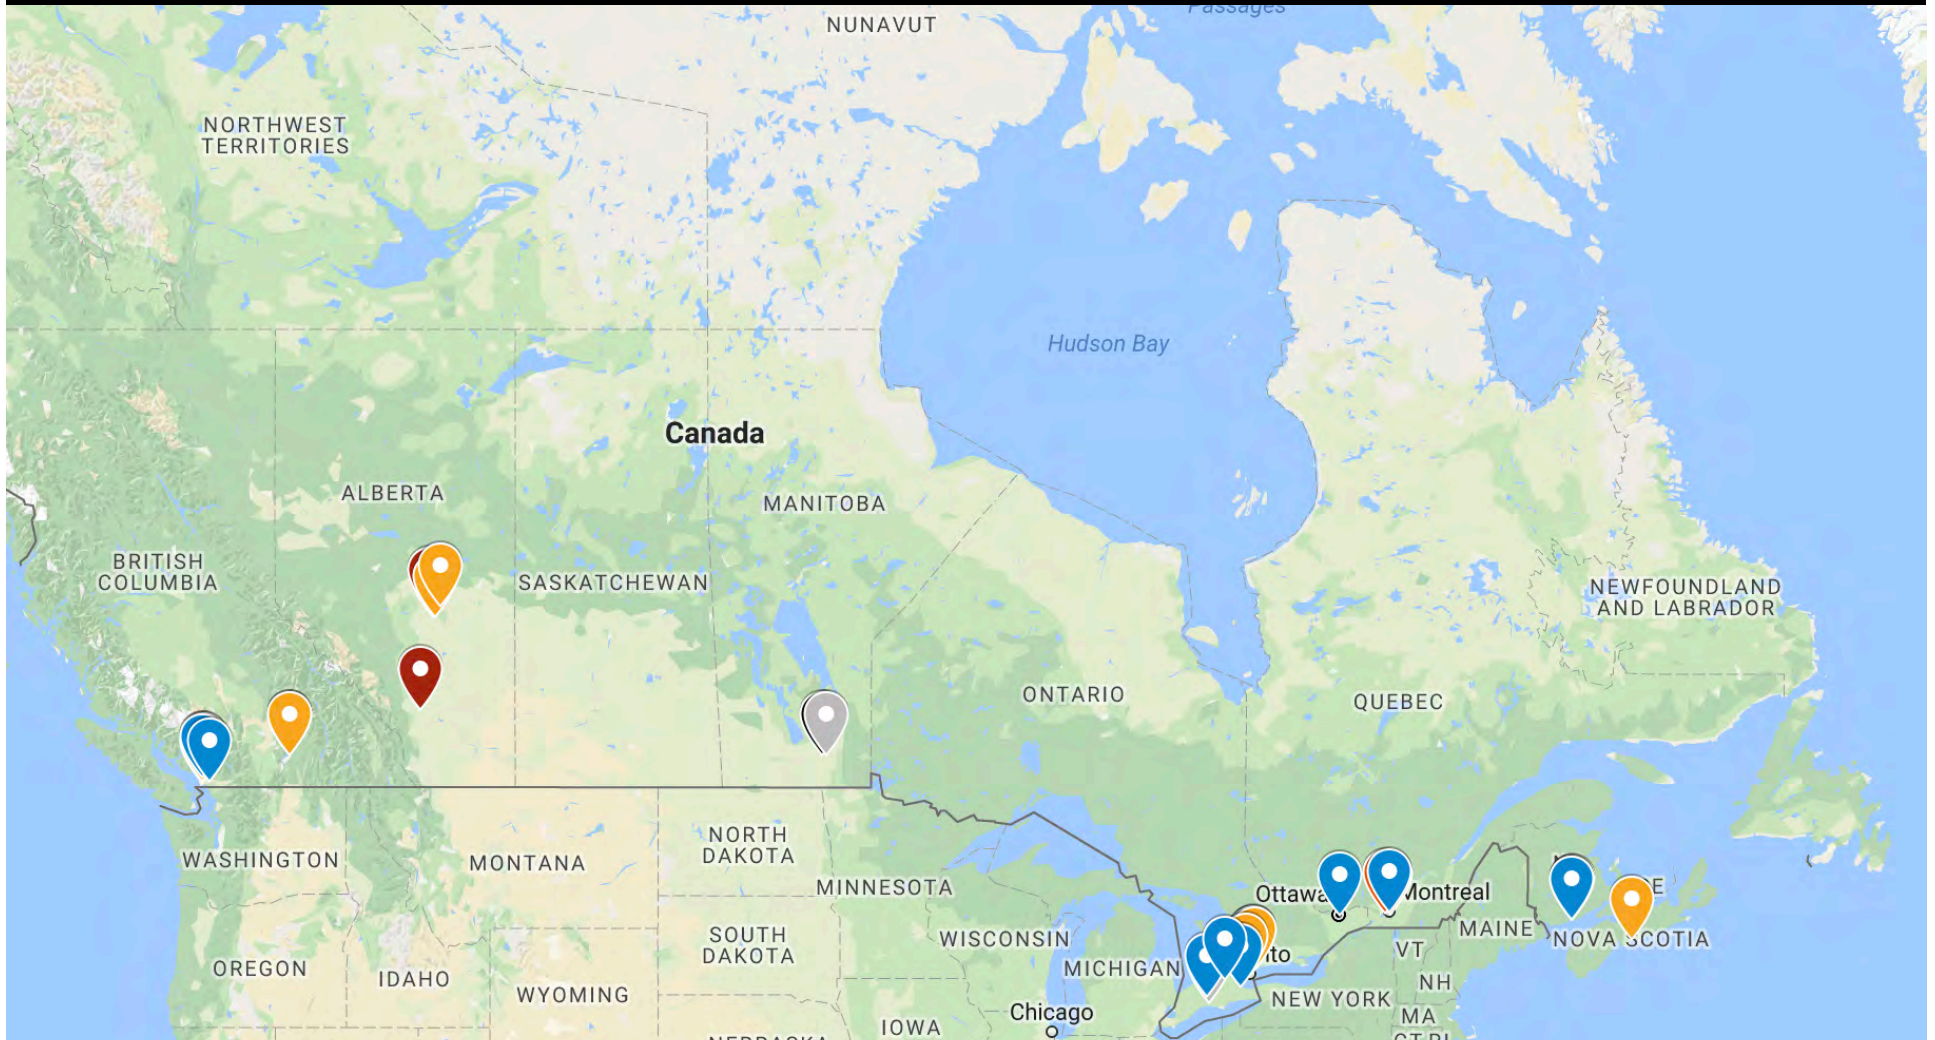 Passages
NUNAVUT
NORTHWEST
TERRITORIES
Hudson Bay
Canada
ALBERTA
MANITOBA
BRITISH
COLUMBIA
SASKATCHEWAN
NEWFOUNDLAND
AND LABRADOR
ONTARIO
QUEBEC
NORTH
DAKOTA
WASHINGTON
MONTANA
MINNESOTA
Ottawa
Montreal
E
MAINE
NOVA SCOTIA
SOUTH
DAKOTA
WISCONSIN
MICHIGAN
ito
VT
OREGON
IDAHO
WYOMING
NH
NEW YORK
Chicago
MA
IOWA